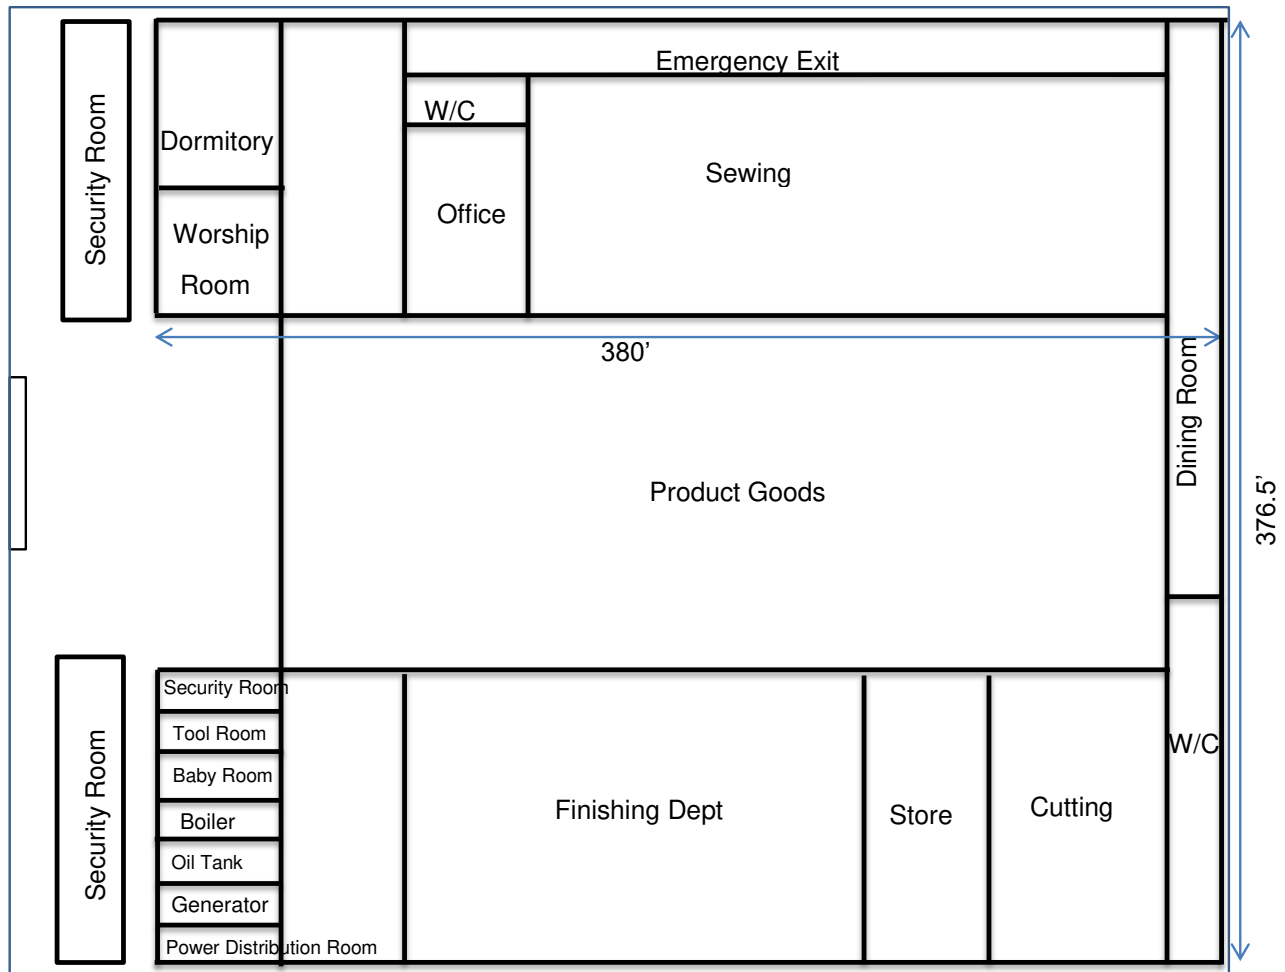 Emergency Exit
W/C
Security Room
Dormitory
Sewing
Office
Worship
Room
380’
Dining Room
Product Goods
376.5’
Security Room
Security Room
Tool Room
W/C
Baby Room
Finishing Dept
Store
Cutting
Boiler
Oil Tank
Generator
Power Distribution Room